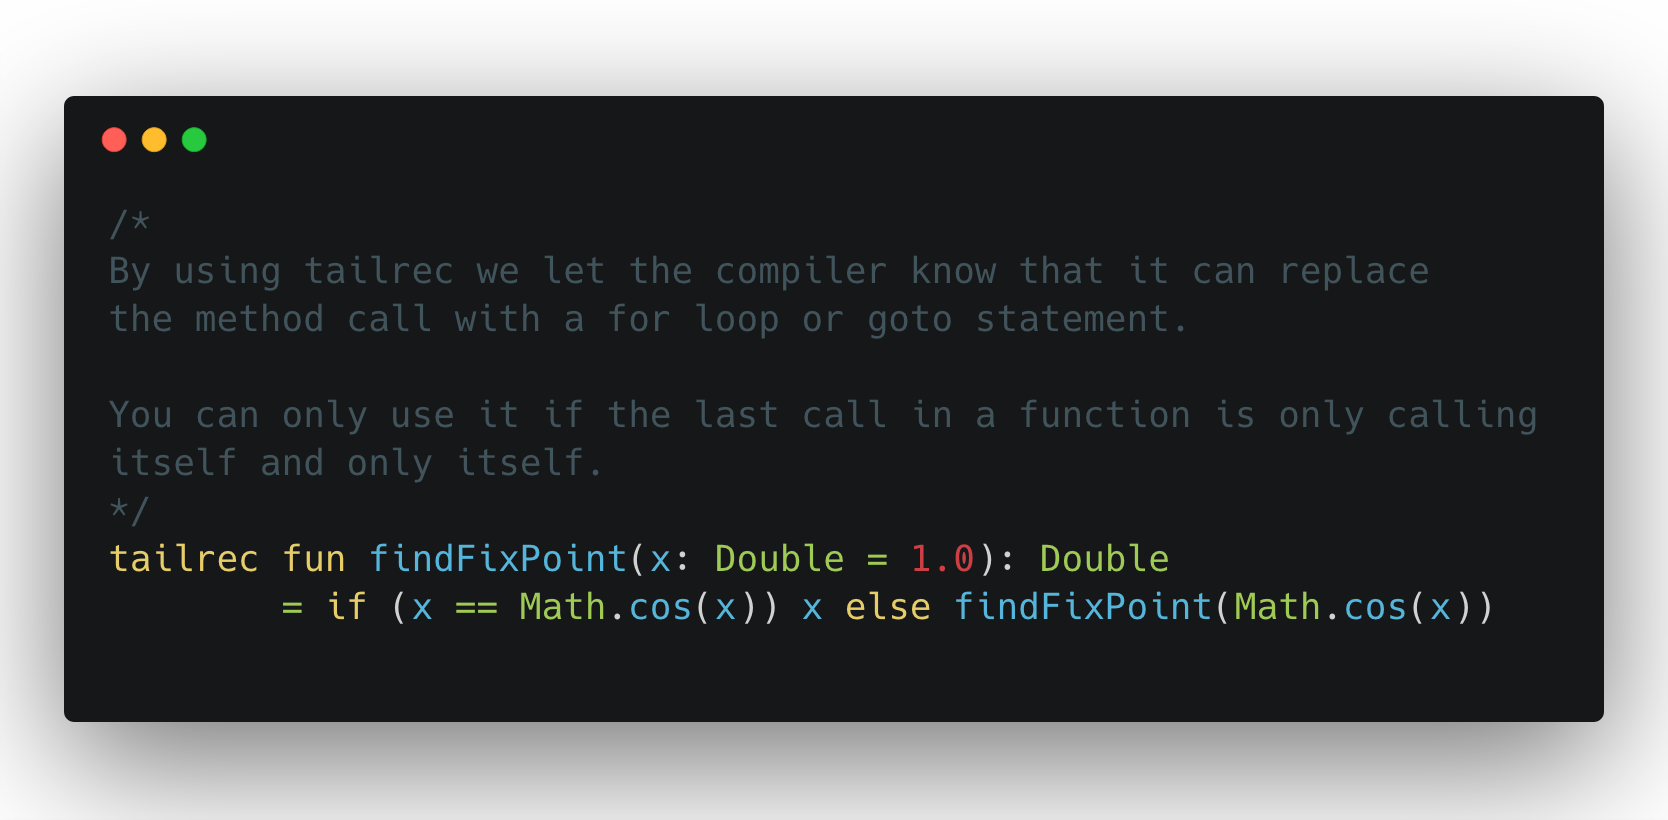 /*
By using tailrec we let the compiler know that it can replace
the method call with a for loop or goto statement.

You can only use it if the last call in a function is only calling
itself and only itself.
*/
tailrec fun findFixPoint(x: Double = 1.0): Double
        = if (x == Math.cos(x)) x else findFixPoint(Math.cos(x))